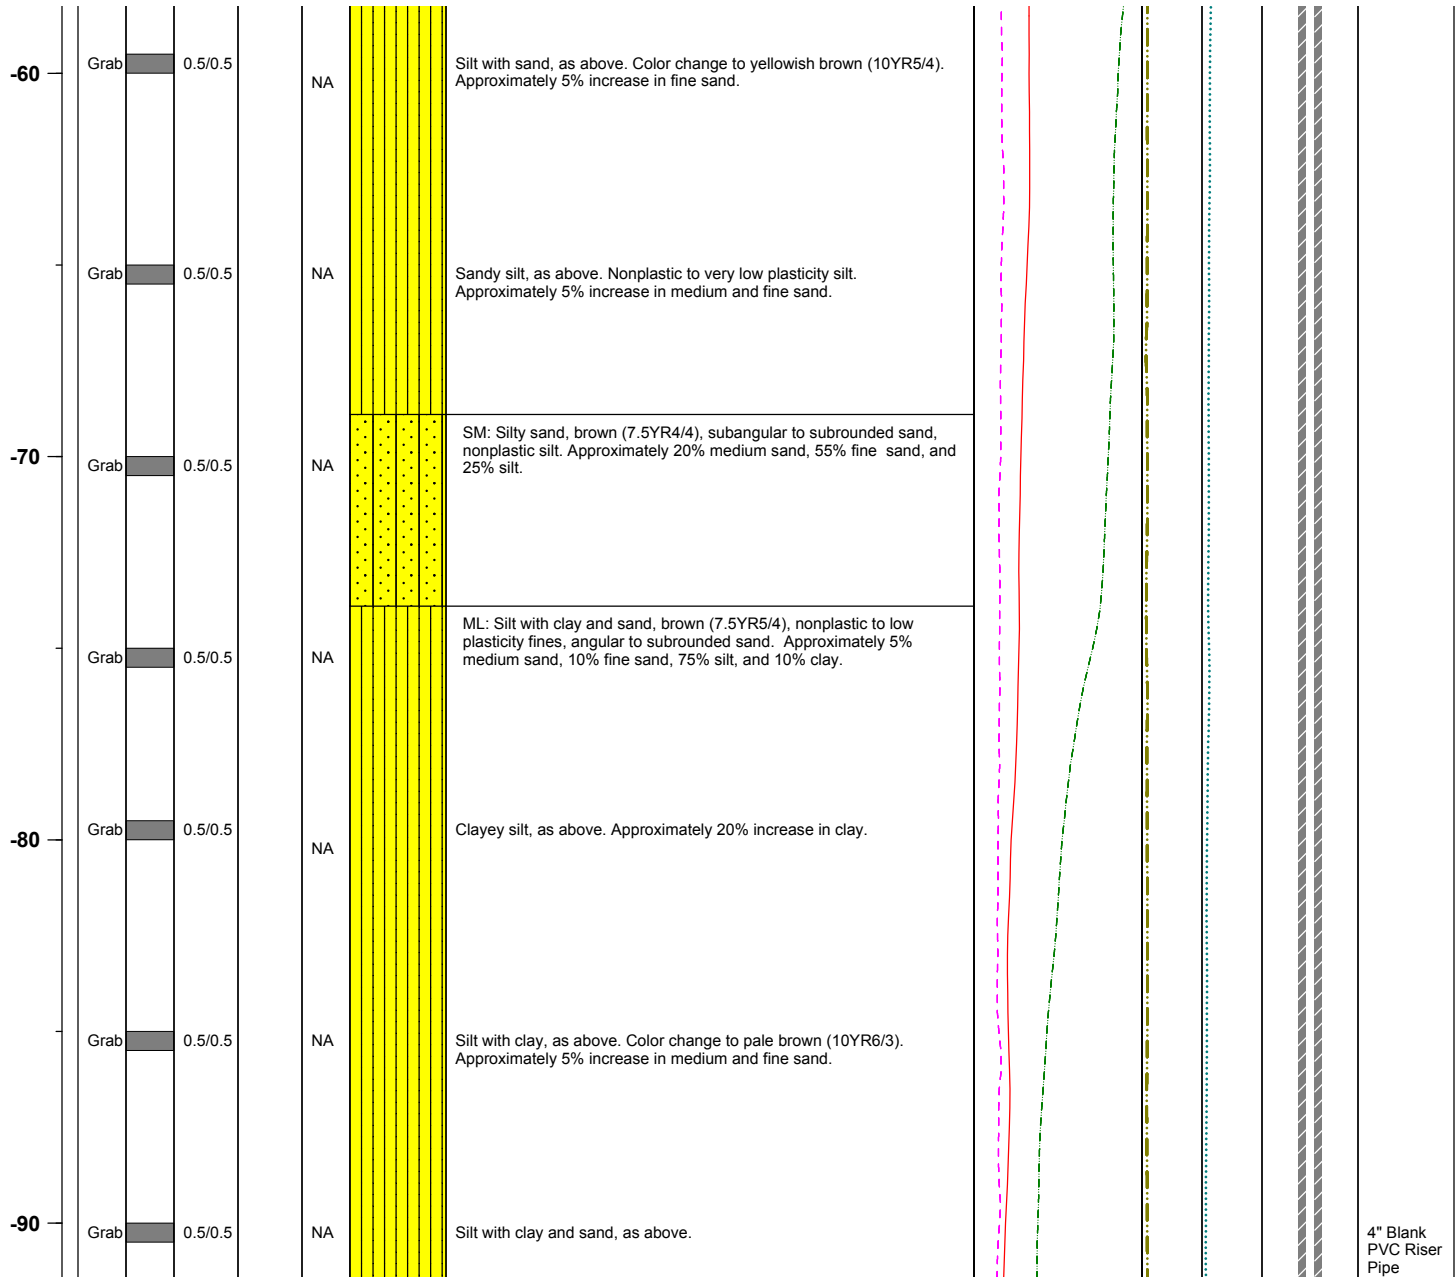 Grab 0.5/0.5 Silt with sand, as above. Color change to yellowish brown (10YR5/4).
-60
NA Approximately 5% increase in fine sand.
Grab 0.5/0.5 NA Sandy silt, as above. Nonplastic to very low plasticity silt.
Approximately 5% increase in medium and fine sand.
SM: Silty sand, brown (7.5YR4/4), subangular to subrounded sand,
nonplastic silt. Approximately 20% medium sand, 55% fine sand, and
-70 Grab 0.5/0.5 NA 25% silt.
ML: Silt with clay and sand, brown (7.5YR5/4), nonplastic to low
plasticity fines, angular to subrounded sand. Approximately 5%
Grab 0.5/0.5 NA medium sand, 10% fine sand, 75% silt, and 10% clay.
Grab 0.5/0.5 Clayey silt, as above. Approximately 20% increase in clay.
-80
NA
Grab 0.5/0.5 NA Silt with clay, as above. Color change to pale brown (10YR6/3).
Approximately 5% increase in medium and fine sand.
-90 Grab 0.5/0.5 NA Silt with clay and sand, as above.
4" Blank
PVC Riser
Pipe